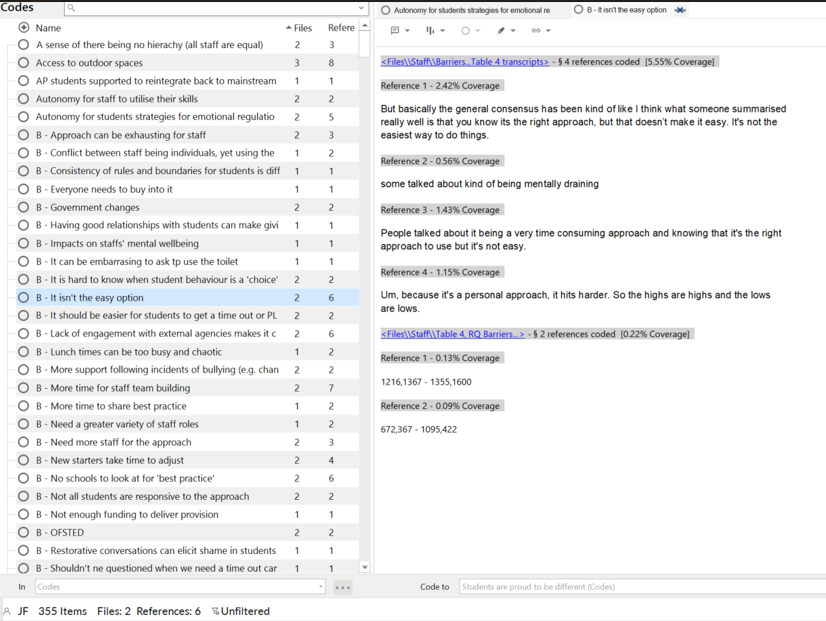 Codes
Autonomy for students strategies for emotional re
B - It isn't the easy option
Name
Files
Refere
A sense of there being no hierachy (all staff are equal) 2 3
Access to outdoor spaces 3 8
AP students supported to reintegrate back to mainstream 1 1
Autonomy for staff to utilise their skills 2 2
Autonomy for students strategies for emotional regulatio 2 5
B - Approach can be exhausting for staff 2 3
B - Conflict between staff being individuals, yet using the 1 2
B - Consistency of rules and boundaries for students is diff 1 1
B - Everyone needs to buy into it 1 1
B - Government changes 2 2
B - Having good relationships with students can make givi 1 1
B - Impacts on staffs' mental wellbeing 1 1
B - It can be embarrasing to ask tp use the toilet 1 1
B - It is hard to know when student behaviour is a 'choice' 2 2
B - It isn't the easy option 2 6
B - It should be easier for students to get a time out or PL 2 2
B - Lack of engagement with external agencies makes it c 2 6
B - Lunch times can be too busy and chaotic 1 2
B - More support following incidents of bullying (e.g. chan 2 2
B - More time for staff team building 2 7
B - More time to share best practice 1 2
B - Need a greater variety of staff roles 1 2
B - Need more staff for the approach 2 3
B - New starters take time to adjust 2 4
B - No schools to look at for 'best practice' 2 6
B - Not all students are responsive to the approach 2 2
B - Not enough funding to deliver provision 1 1
B - OFSTED 2 2
B - Restorative conversations can elicit shame in students 1 1
B - Shouldn't ne questioned when we need a time out car 1 1
<Files\\Staff\\Barriers...Table 4 transcripts> - § 4 references coded [5.55% Coverage]
Reference 1 - 2.42% Coverage
But basically the general consensus has been kind of like I think what someone summarised
really well is that you know its the right approach, but that doesn't make it easy. It's not the
easiest way to do things.
Reference 2 - 0.56% Coverage
some talked about kind of being mentally draining
Reference 3 - 1.43% Coverage
People talked about it being a very time consuming approach and knowing that it's the right
approach to use but it's not easy.
Reference 4 - 1.15% Coverage
Um, because it's a personal approach, it hits harder. So the highs are highs and the lows
are lows.
<Files\\Staff\\Table 4, RQ Barriers...> - § 2 references coded [0.22% Coverage]
Reference 1 - 0.13% Coverage
1216,1367 - 1355,1600
Reference 2 - 0.09% Coverage
672,367 - 1095,422
In Codes
Code to Students are proud to be different (Codes)
JF 355 Items Files: 2 References: 6 Unfiltered